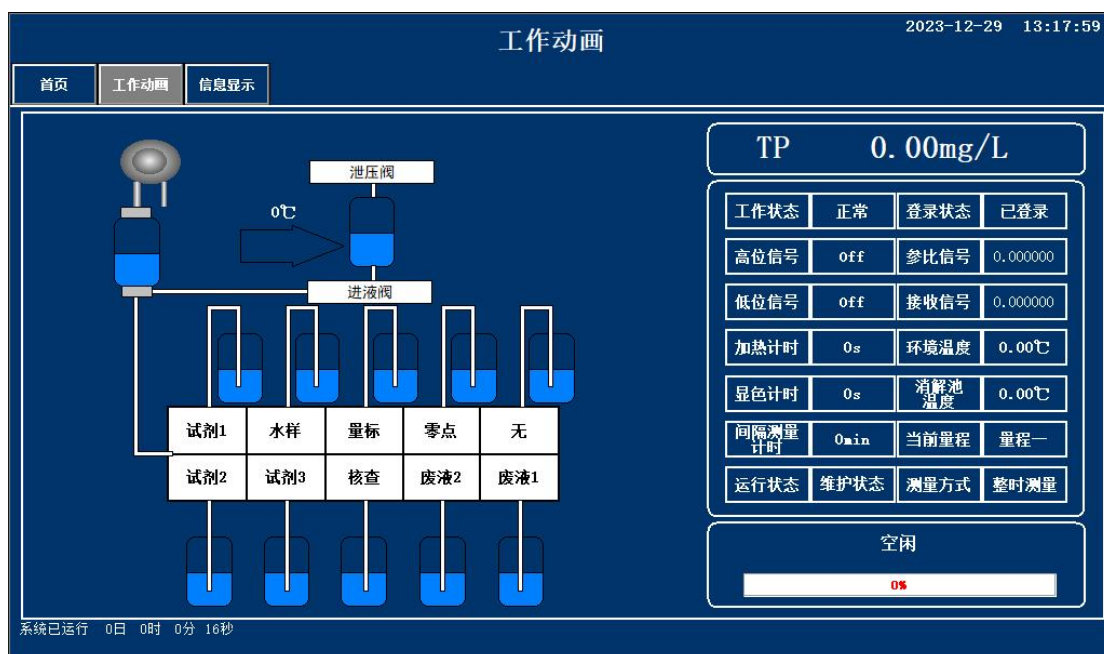 工作动画
2023-12-29 13:17:59
首页 工作动画 信息显示
TP 0.00mg/L
泄压阀
0℃
进液阀
试剂1 水样 量标 零点 无
试剂2 试剂3 核查 废液2 废液1
工作状态 正常 登录状态 已登录
高位信号 off 参比信号 0.000000
低位信号 off 接收信号 0.000000
加热计时 0s 环境温度 0.00℃
显色计时 0s 消解池温度 0.00℃
间隔测量计时 0min 当前量程 量程一
运行状态 维护状态 测量方式 整时测量
空闲
0%
系统已运行 0日 0时 0分 16秒